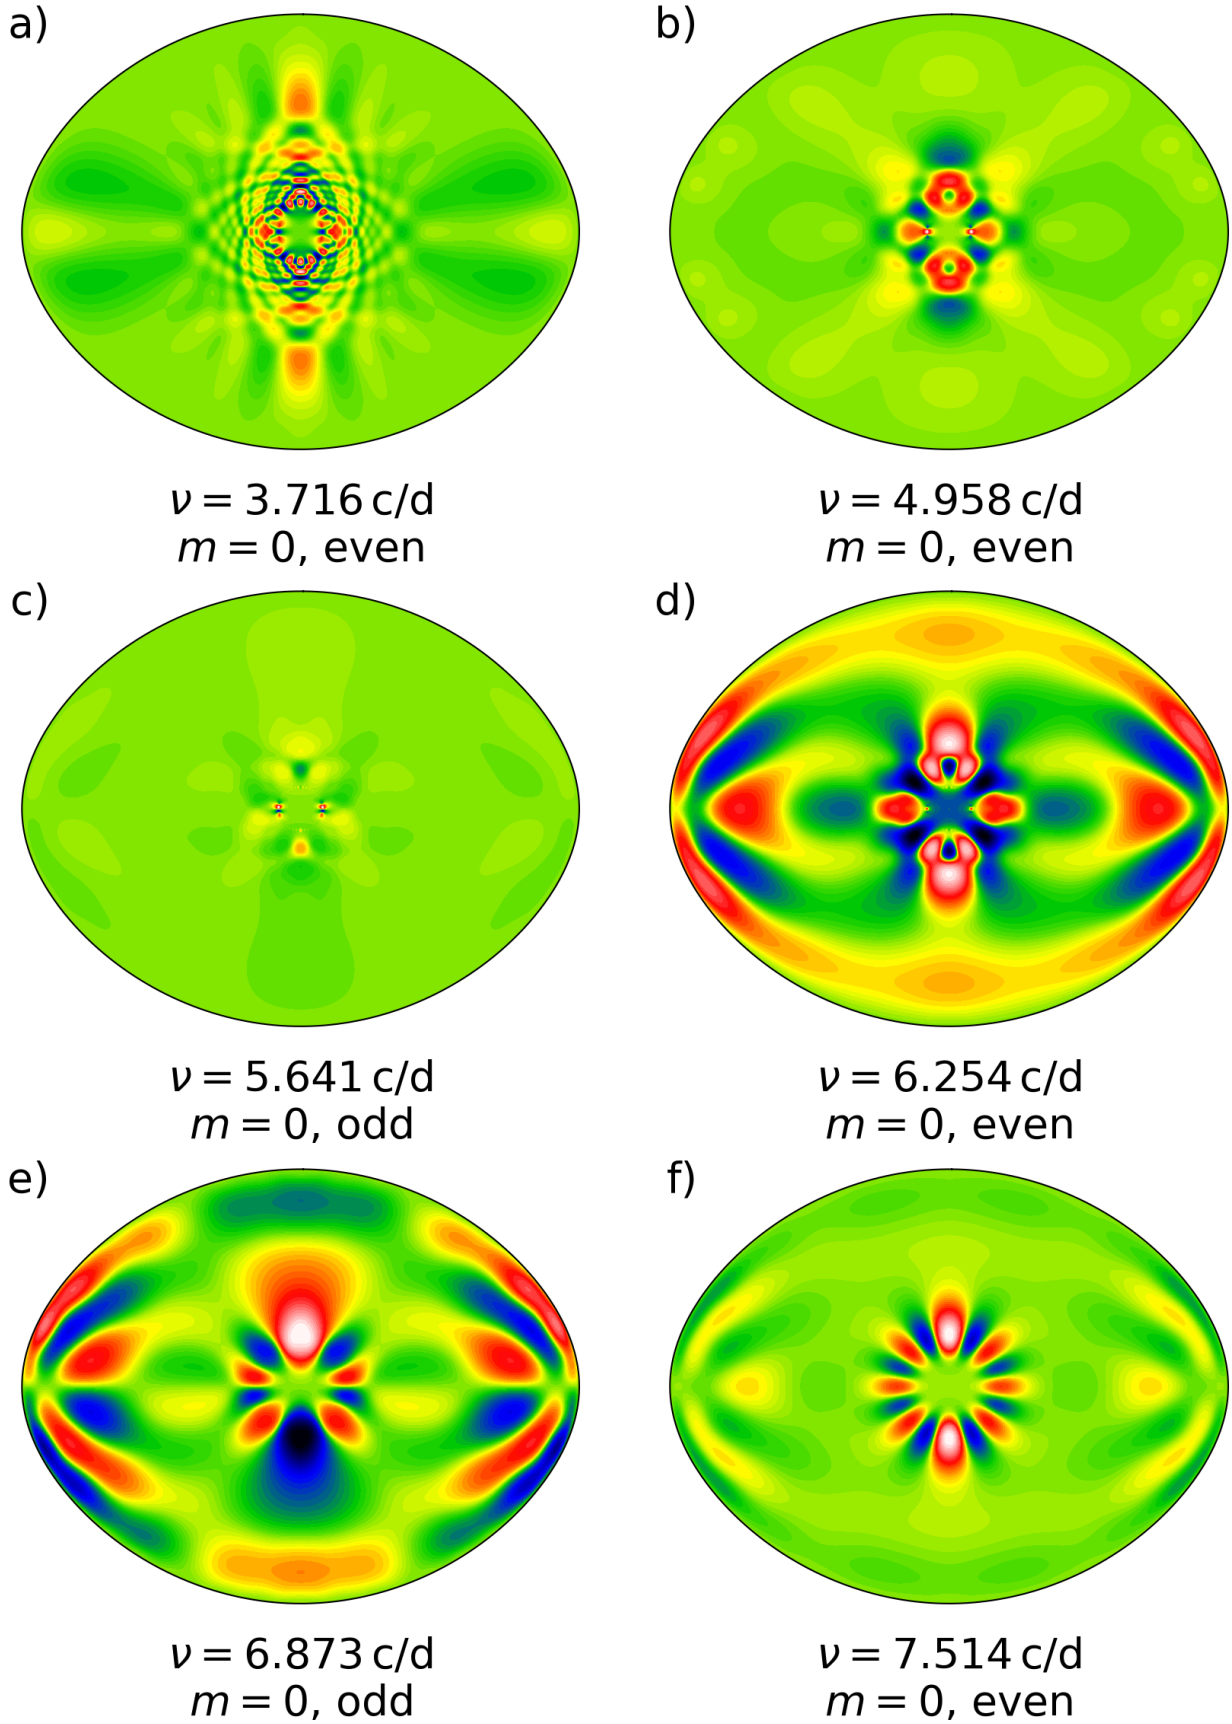 a)
b)
ν = 3.716 c/d
m = 0, even
ν = 4.958 c/d
m = 0, even
c)
d)
ν = 5.641 c/d
m = 0, odd
ν = 6.254 c/d
m = 0, even
e)
f)
ν = 6.873 c/d
m = 0, odd
ν = 7.514 c/d
m = 0, even